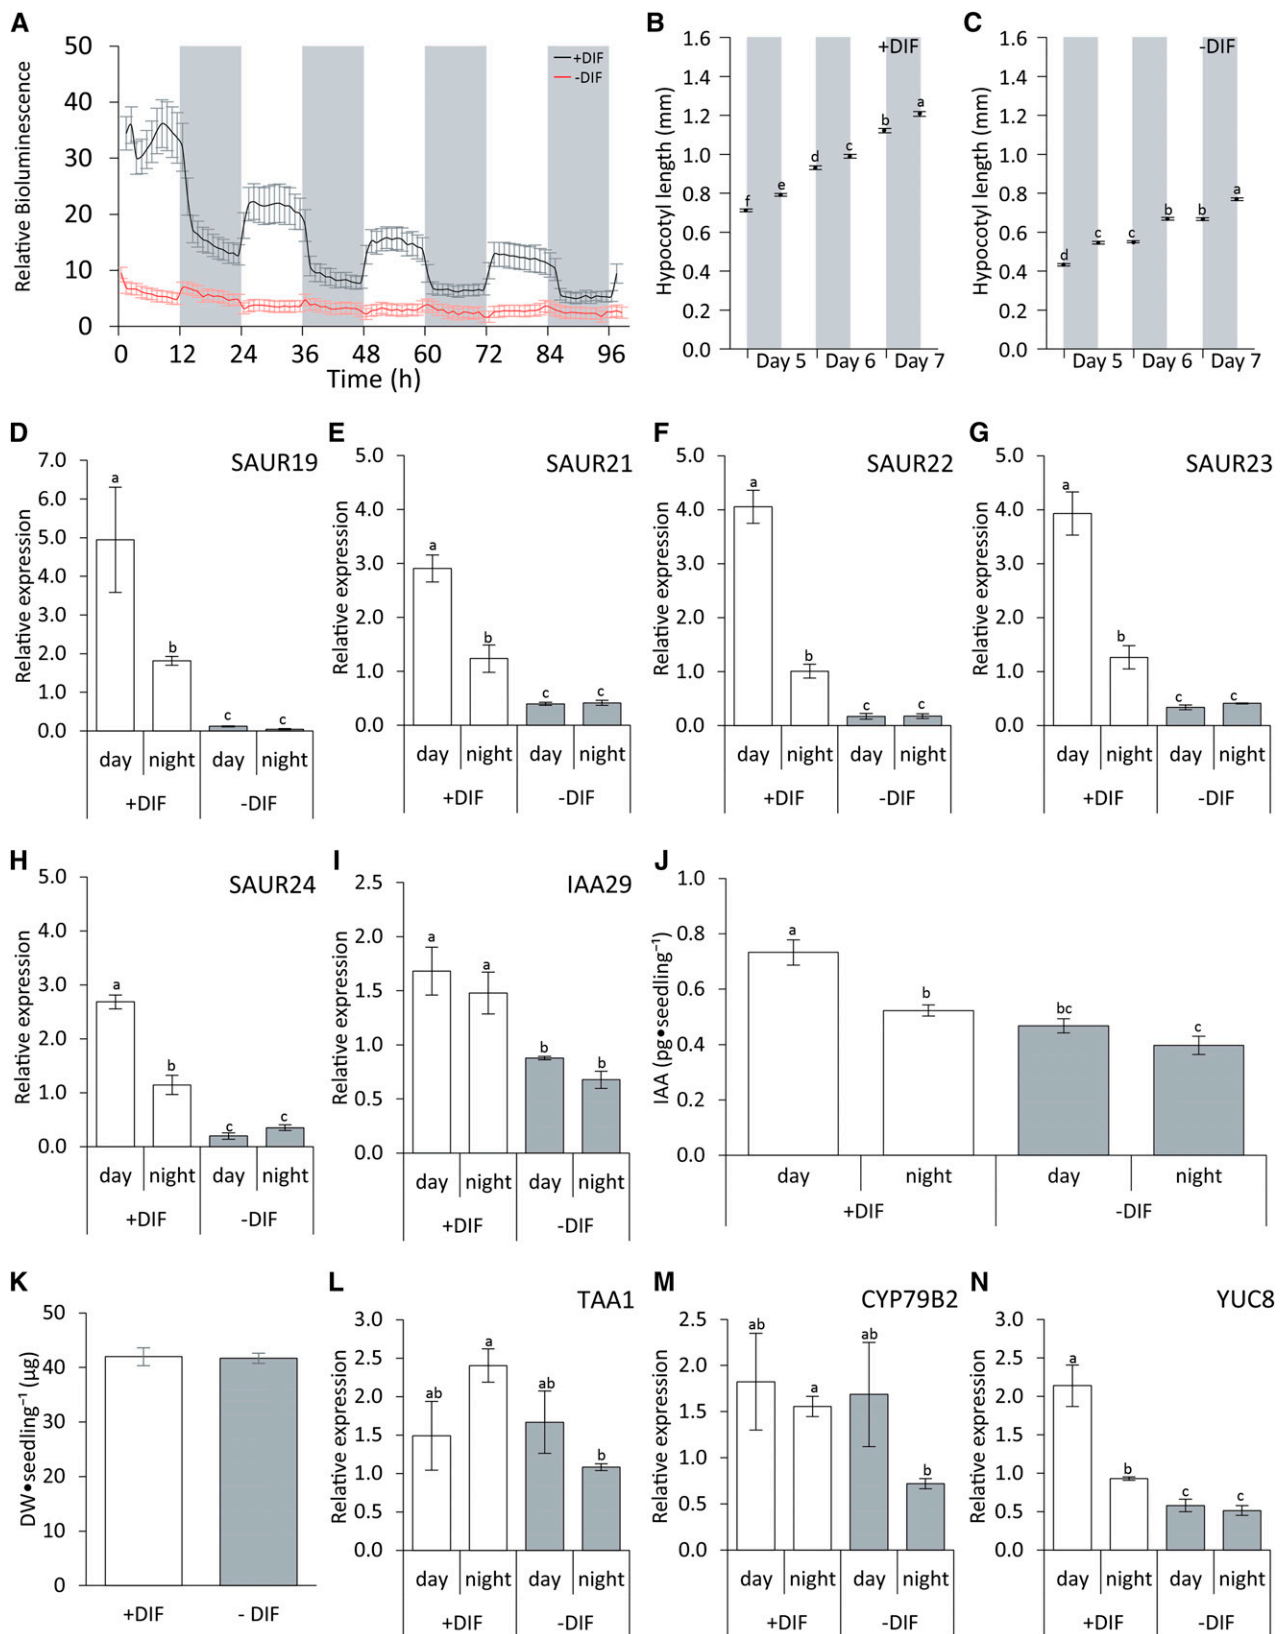 A
50
40
30
20
10
0
Relative Bioluminescence
+DIF
-DIF
0 12 24 36 48 60 72 84 96
Time (h)
B
1.6
1.4
1.2
1.0
0.8
0.6
0.4
0.2
0.0
Hypocotyl length (mm)
+DIF
f e d c b a
Day 5 Day 6 Day 7
C
1.6
1.4
1.2
1.0
0.8
0.6
0.4
0.2
0.0
Hypocotyl length (mm)
-DIF
d c c b b a
Day 5 Day 6 Day 7
D
SAUR19
7.0
6.0
5.0
4.0
3.0
2.0
1.0
0.0
Relative expression
a b c c
day night day night
+DIF -DIF
E
SAUR21
5.0
4.0
3.0
2.0
1.0
0.0
Relative expression
a b c c
day night day night
+DIF -DIF
F
SAUR22
5.0
4.0
3.0
2.0
1.0
0.0
Relative expression
a b c c
day night day night
+DIF -DIF
G
SAUR23
5.0
4.0
3.0
2.0
1.0
0.0
Relative expression
a b c c
day night day night
+DIF -DIF
H
SAUR24
5.0
4.0
3.0
2.0
1.0
0.0
Relative expression
a b c c
day night day night
+DIF -DIF
I
IAA29
2.5
2.0
1.5
1.0
0.5
0.0
Relative expression
a a b b
day night day night
+DIF -DIF
J
1.0
0.8
0.6
0.4
0.2
0.0
IAA (pg•seedling⁻¹)
a b bc c
day night day night
+DIF -DIF
K
50
40
30
20
10
0
DW•seedling⁻¹ (µg)
+DIF - DIF
L
TAA1
3.0
2.5
2.0
1.5
1.0
0.5
0.0
Relative expression
ab a ab b
day night day night
+DIF -DIF
M
CYP79B2
2.5
2.0
1.5
1.0
0.5
0.0
Relative expression
ab a ab b
day night day night
+DIF -DIF
N
YUC8
3.0
2.5
2.0
1.5
1.0
0.5
0.0
Relative expression
a b c c
day night day night
+DIF -DIF